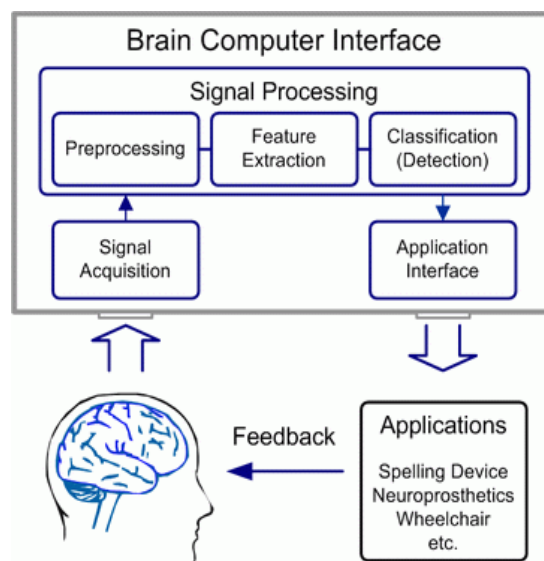 Brain Computer Interface
Signal Processing
Preprocessing
Feature
Extraction
Classification
(Detection)
Signal
Acquisition
Application
Interface
Feedback
Applications
Spelling Device
Neuroprosthetics
Wheelchair
etc.